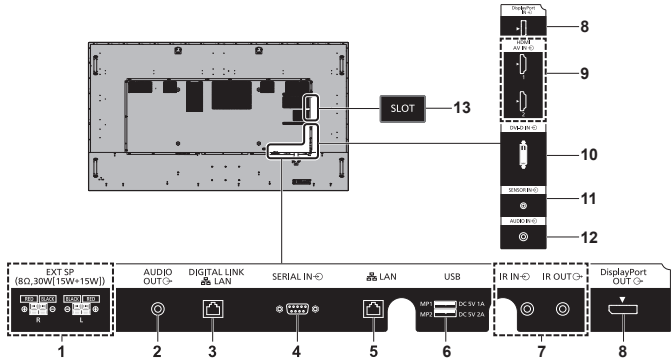 DisplayPort
IN
8
HDMI
AV IN
1
9
2
SLOT
13
DVI-D IN
10
SENSOR IN
11
AUDIO IN
12
EXT SP
(8Ω,30W[15W+15W])
RED BLACK BLACK RED
R L
1
AUDIO
OUT
2
DIGITAL LINK
LAN
3
SERIAL IN
4
LAN
5
USB
MP1 DC 5V 1A
MP2 DC 5V 2A
6
IR IN IR OUT
7
DisplayPort
OUT
8